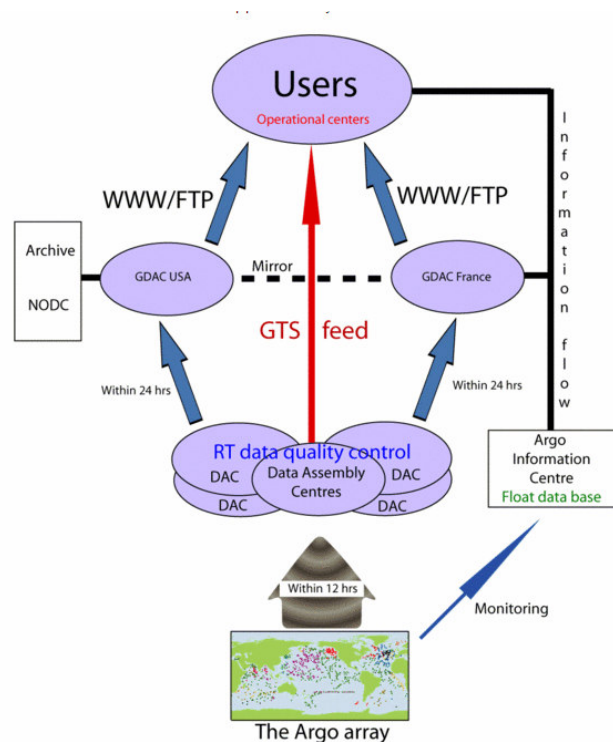 Users
Operational centers
WWW/FTP
WWW/FTP
Information flow
Archive
NODC
GDAC USA
Mirror
GDAC France
GTS feed
Within 24 hrs
Within 24 hrs
RT data quality control
DAC
Data Assembly
Centres
DAC
DAC
DAC
Argo
Information
Centre
Float data base
Within 12 hrs
Monitoring
The Argo array